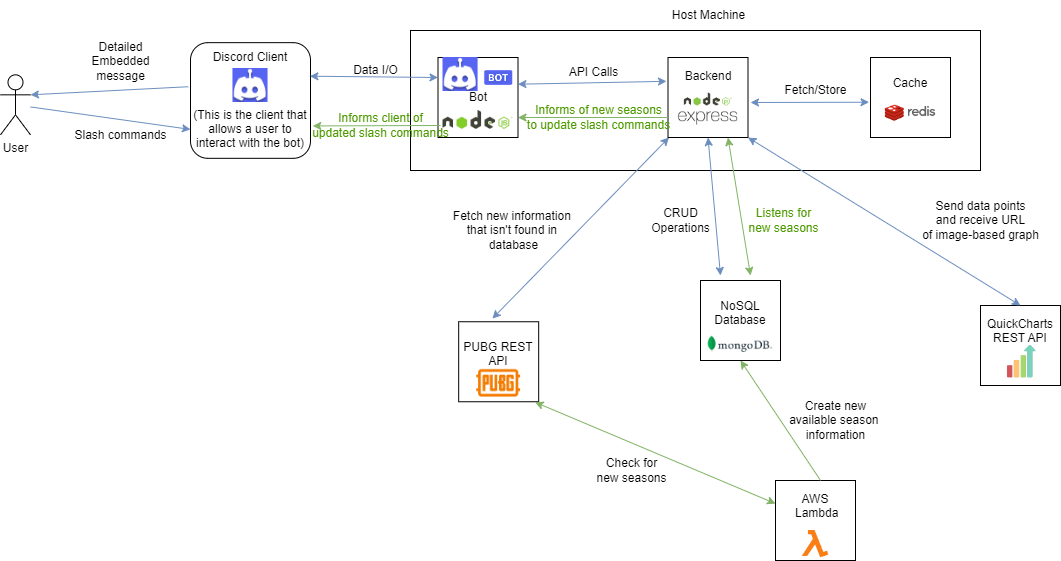 Host Machine
Detailed
Embedded
message
Slash commands
User
Discord Client
(This is the client that
allows a user to
interact with the bot)
Data I/O
Informs client of
updated slash commands
BOT
Bot
node
JS
API Calls
Informs of new seasons
to update slash commands
Backend
node
JS
express
Fetch/Store
Cache
redis
Fetch new information
that isn't found in
database
CRUD
Operations
Listens for
new seasons
Send data points
and receive URL
of image-based graph
PUBG REST
API
PUBG
NoSQL
Database
mongoDB.
QuickCharts
REST API
Create new
available season
information
Check for
new seasons
AWS
Lambda